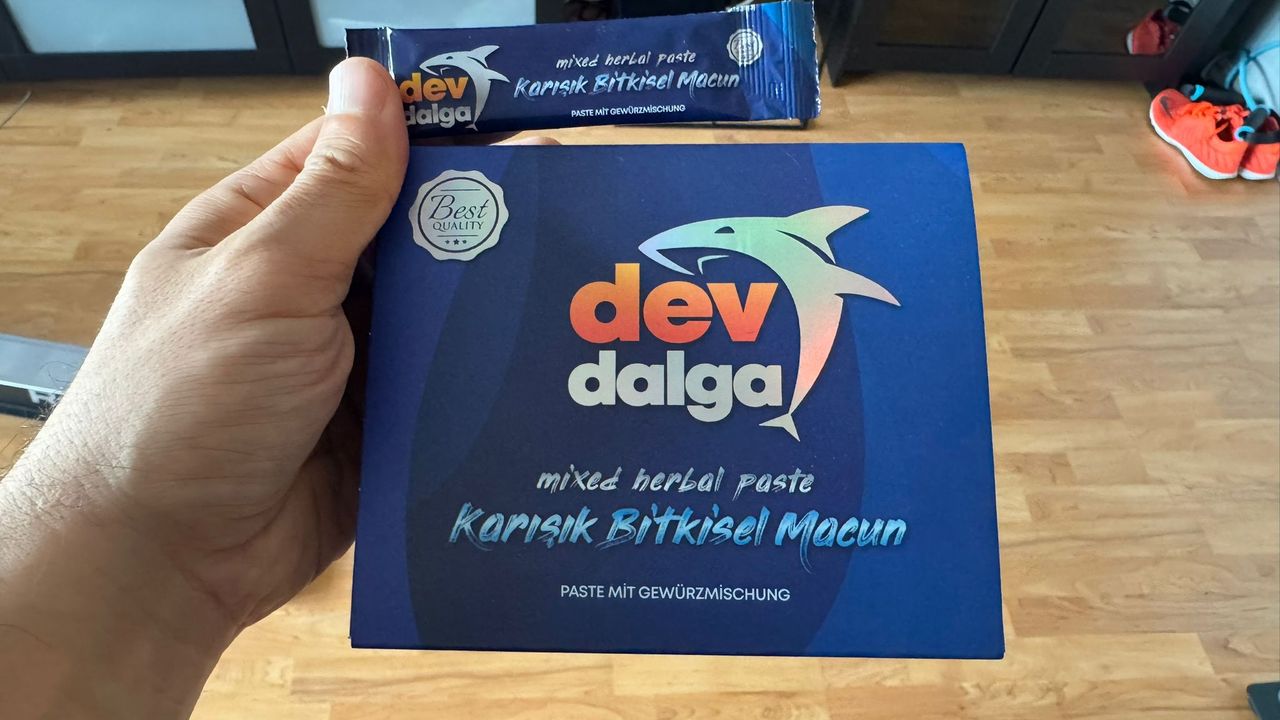 dev
dalga
mixed herbal paste
Karışık Bitkisel Macun
PASTE MIT GEWÜRZMISCHUNG
Best
QUALITY
dev
dalga
mixed herbal paste
Karışık Bitkisel Macun
PASTE MIT GEWÜRZMISCHUNG